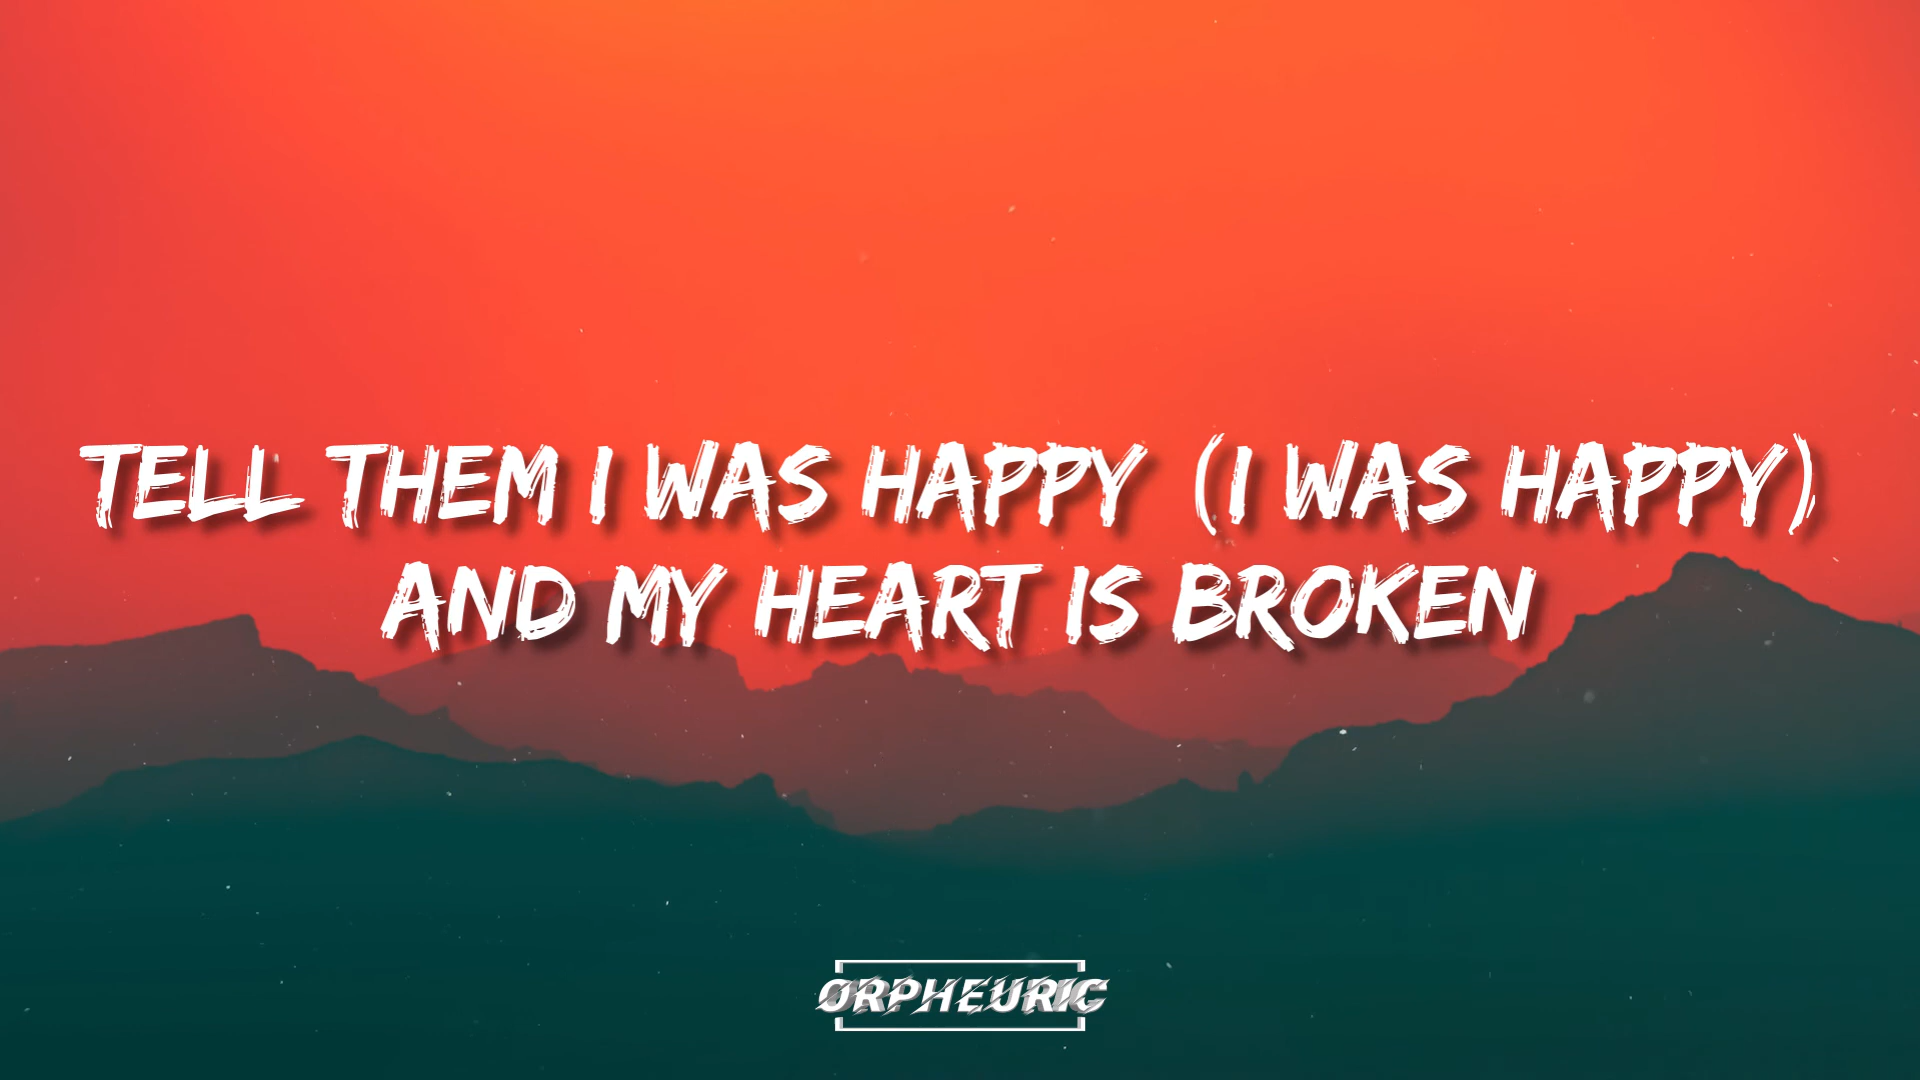 TELL THEM I WAS HAPPY (I WAS HAPPY)
AND MY HEART IS BROKEN
ORPHEURIC